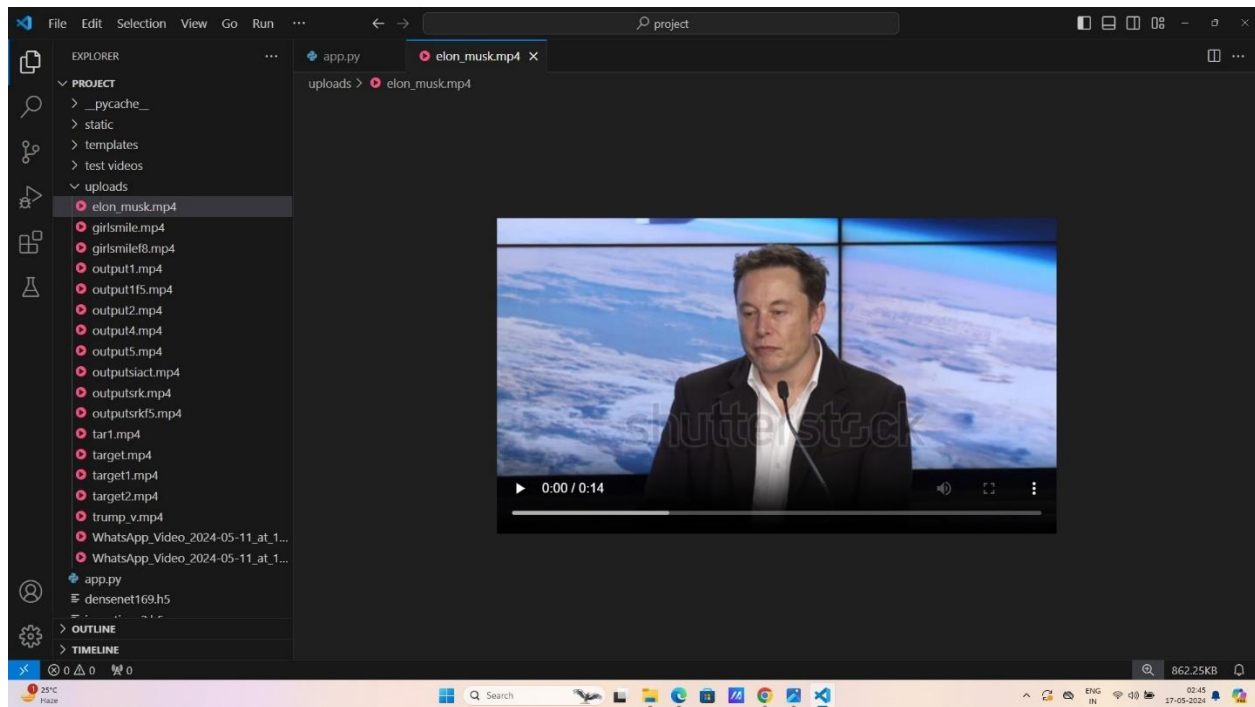 File Edit Selection View Go Run ···
project
EXPLORER ···
app.py
elon_musk.mp4
PROJECT
uploads > elon_musk.mp4
__pycache__
static
templates
test videos
uploads
elon_musk.mp4
girlsmile.mp4
girlsmilef8.mp4
output1.mp4
output1f5.mp4
output2.mp4
output4.mp4
output5.mp4
outputsiact.mp4
outputsrk.mp4
outputsrkf5.mp4
tar1.mp4
target.mp4
target1.mp4
target2.mp4
trump_v.mp4
WhatsApp_Video_2024-05-11_at_1...
WhatsApp_Video_2024-05-11_at_1...
app.py
densenet169.h5
OUTLINE
TIMELINE
shutterstock
0:00 / 0:14
0 0 0
862.25KB
1
25°C
Haze
Search
ENG
IN
02:45
17-05-2024